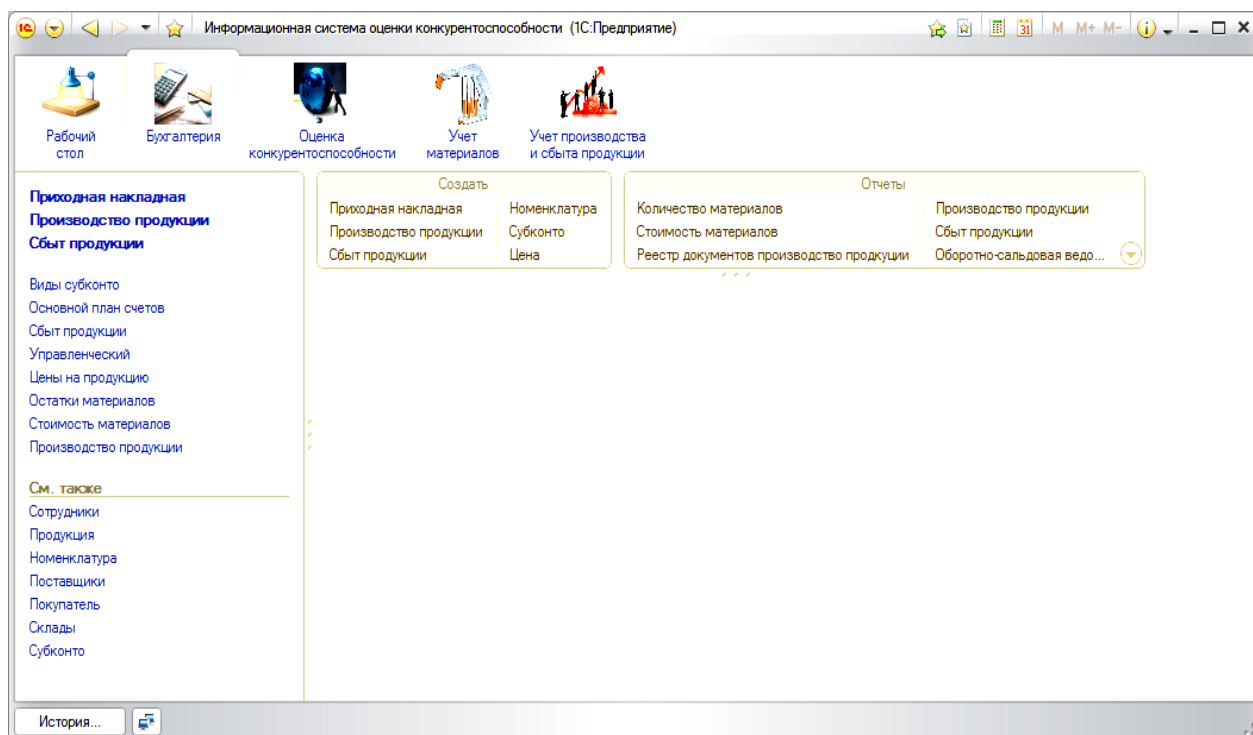 1С Информационная система оценки конкурентоспособности (1С:Предприятие) 31 M M+ M- i
Рабочий стол
Бухгалтерия
Оценка конкурентоспособности
Учет материалов
Учет производства и сбыта продукции
Приходная накладная
Производство продукции
Сбыт продукции
Виды субконто
Основной план счетов
Сбыт продукции
Управленческий
Цены на продукцию
Остатки материалов
Стоимость материалов
Производство продукции
См. также
Сотрудники
Продукция
Номенклатура
Поставщики
Покупатель
Склады
Субконто
Создать
Приходная накладная Номенклатура
Производство продукции Субконто
Сбыт продукции Цена
Отчеты
Количество материалов Производство продукции
Стоимость материалов Сбыт продукции
Реестр документов производство продкуции Оборотно-сальдовая ведо...
История...